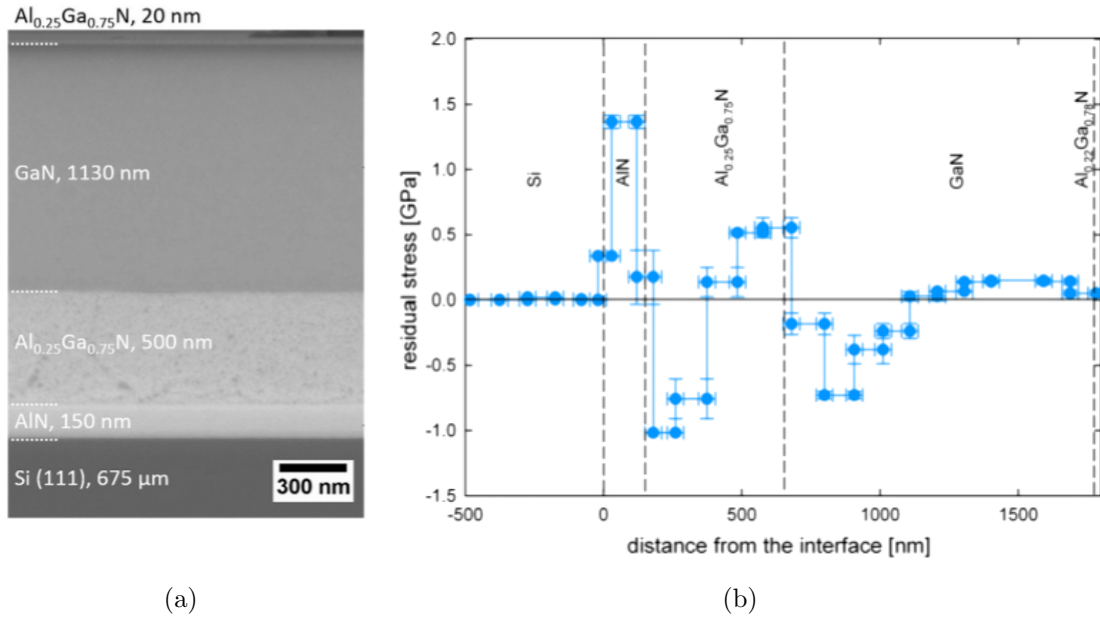 Al0.25Ga0.75N, 20 nm
GaN, 1130 nm
Al0.25Ga0.75N, 500 nm
AlN, 150 nm
Si (111), 675 µm
300 nm
(a)
2.0
1.5
1.0
0.5
0.0
-0.5
-1.0
-1.5
residual stress [GPa]
Si
AlN
Al0.25Ga0.75N
GaN
Al0.22Ga0.78N
-500
0
500
1000
1500
distance from the interface [nm]
(b)